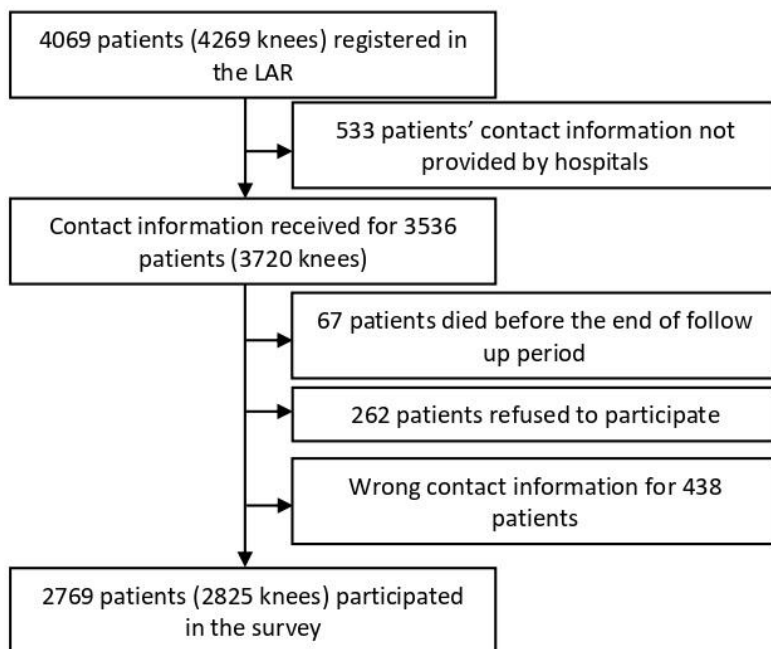 4069 patients (4269 knees) registered in
the LAR
533 patients’ contact information not
provided by hospitals
Contact information received for 3536
patients (3720 knees)
67 patients died before the end of follow
up period
262 patients refused to participate
Wrong contact information for 438
patients
2769 patients (2825 knees) participated
in the survey